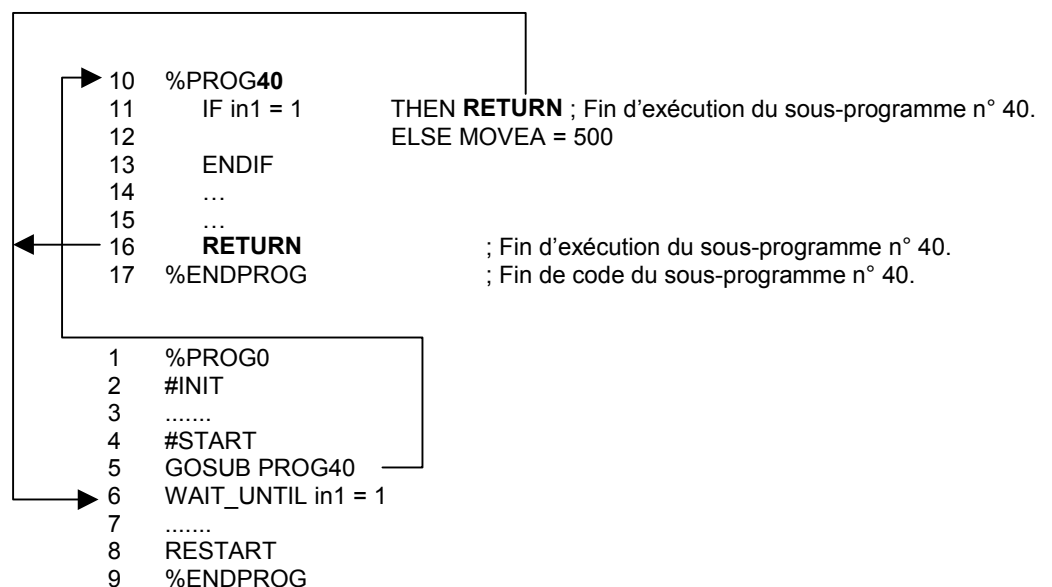 10 %PROG40
11 IF in1 = 1 THEN RETURN ; Fin d'exécution du sous-programme n° 40.
12 ELSE MOVEA = 500
13 ENDIF
14 …
15 …
16 RETURN ; Fin d'exécution du sous-programme n° 40.
17 %ENDPROG ; Fin de code du sous-programme n° 40.
1 %PROG0
2 #INIT
3 .......
4 #START
5 GOSUB PROG40
6 WAIT_UNTIL in1 = 1
7 .......
8 RESTART
9 %ENDPROG